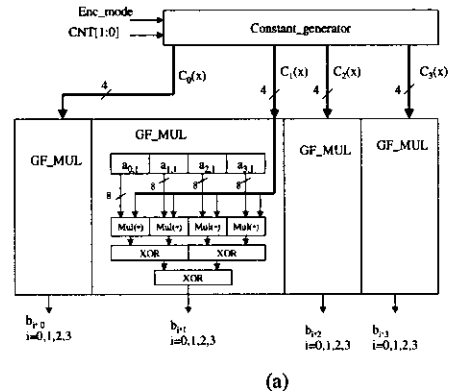 Enc_mode
CNT[1:0]
Constant_generator
C0(x)
C1(x)
C2(x)
C3(x)
4
4
4
4
GF_MUL
GF_MUL
GF_MUL
GF_MUL
a0,1 a1,1 a2,1 a3,1
8
8
8
8
Mul(•) Mul(•) Mul(•) Mul(•)
XOR XOR
XOR
bi,0
i=0,1,2,3
bi,1
i=0,1,2,3
bi,2
i=0,1,2,3
bi,3
i=0,1,2,3
(a)